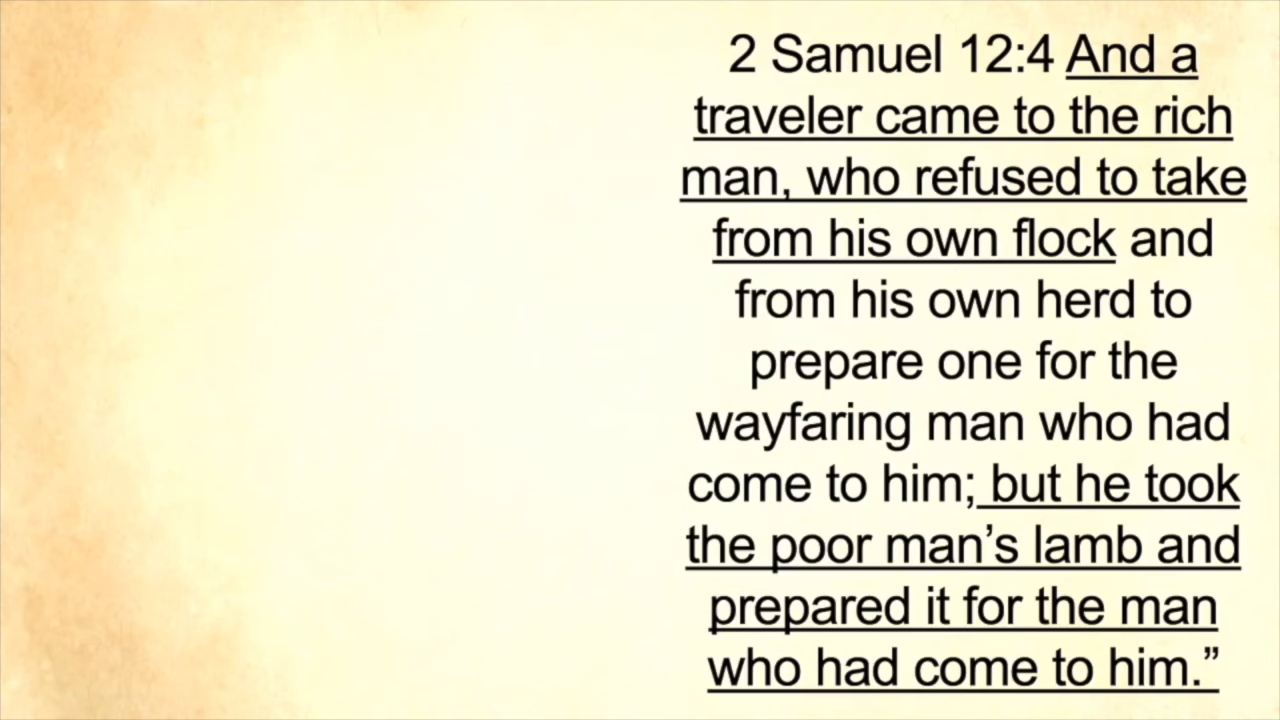 2 Samuel 12:4 And a
traveler came to the rich
man, who refused to take
from his own flock and
from his own herd to
prepare one for the
wayfaring man who had
come to him; but he took
the poor man’s lamb and
prepared it for the man
who had come to him.”